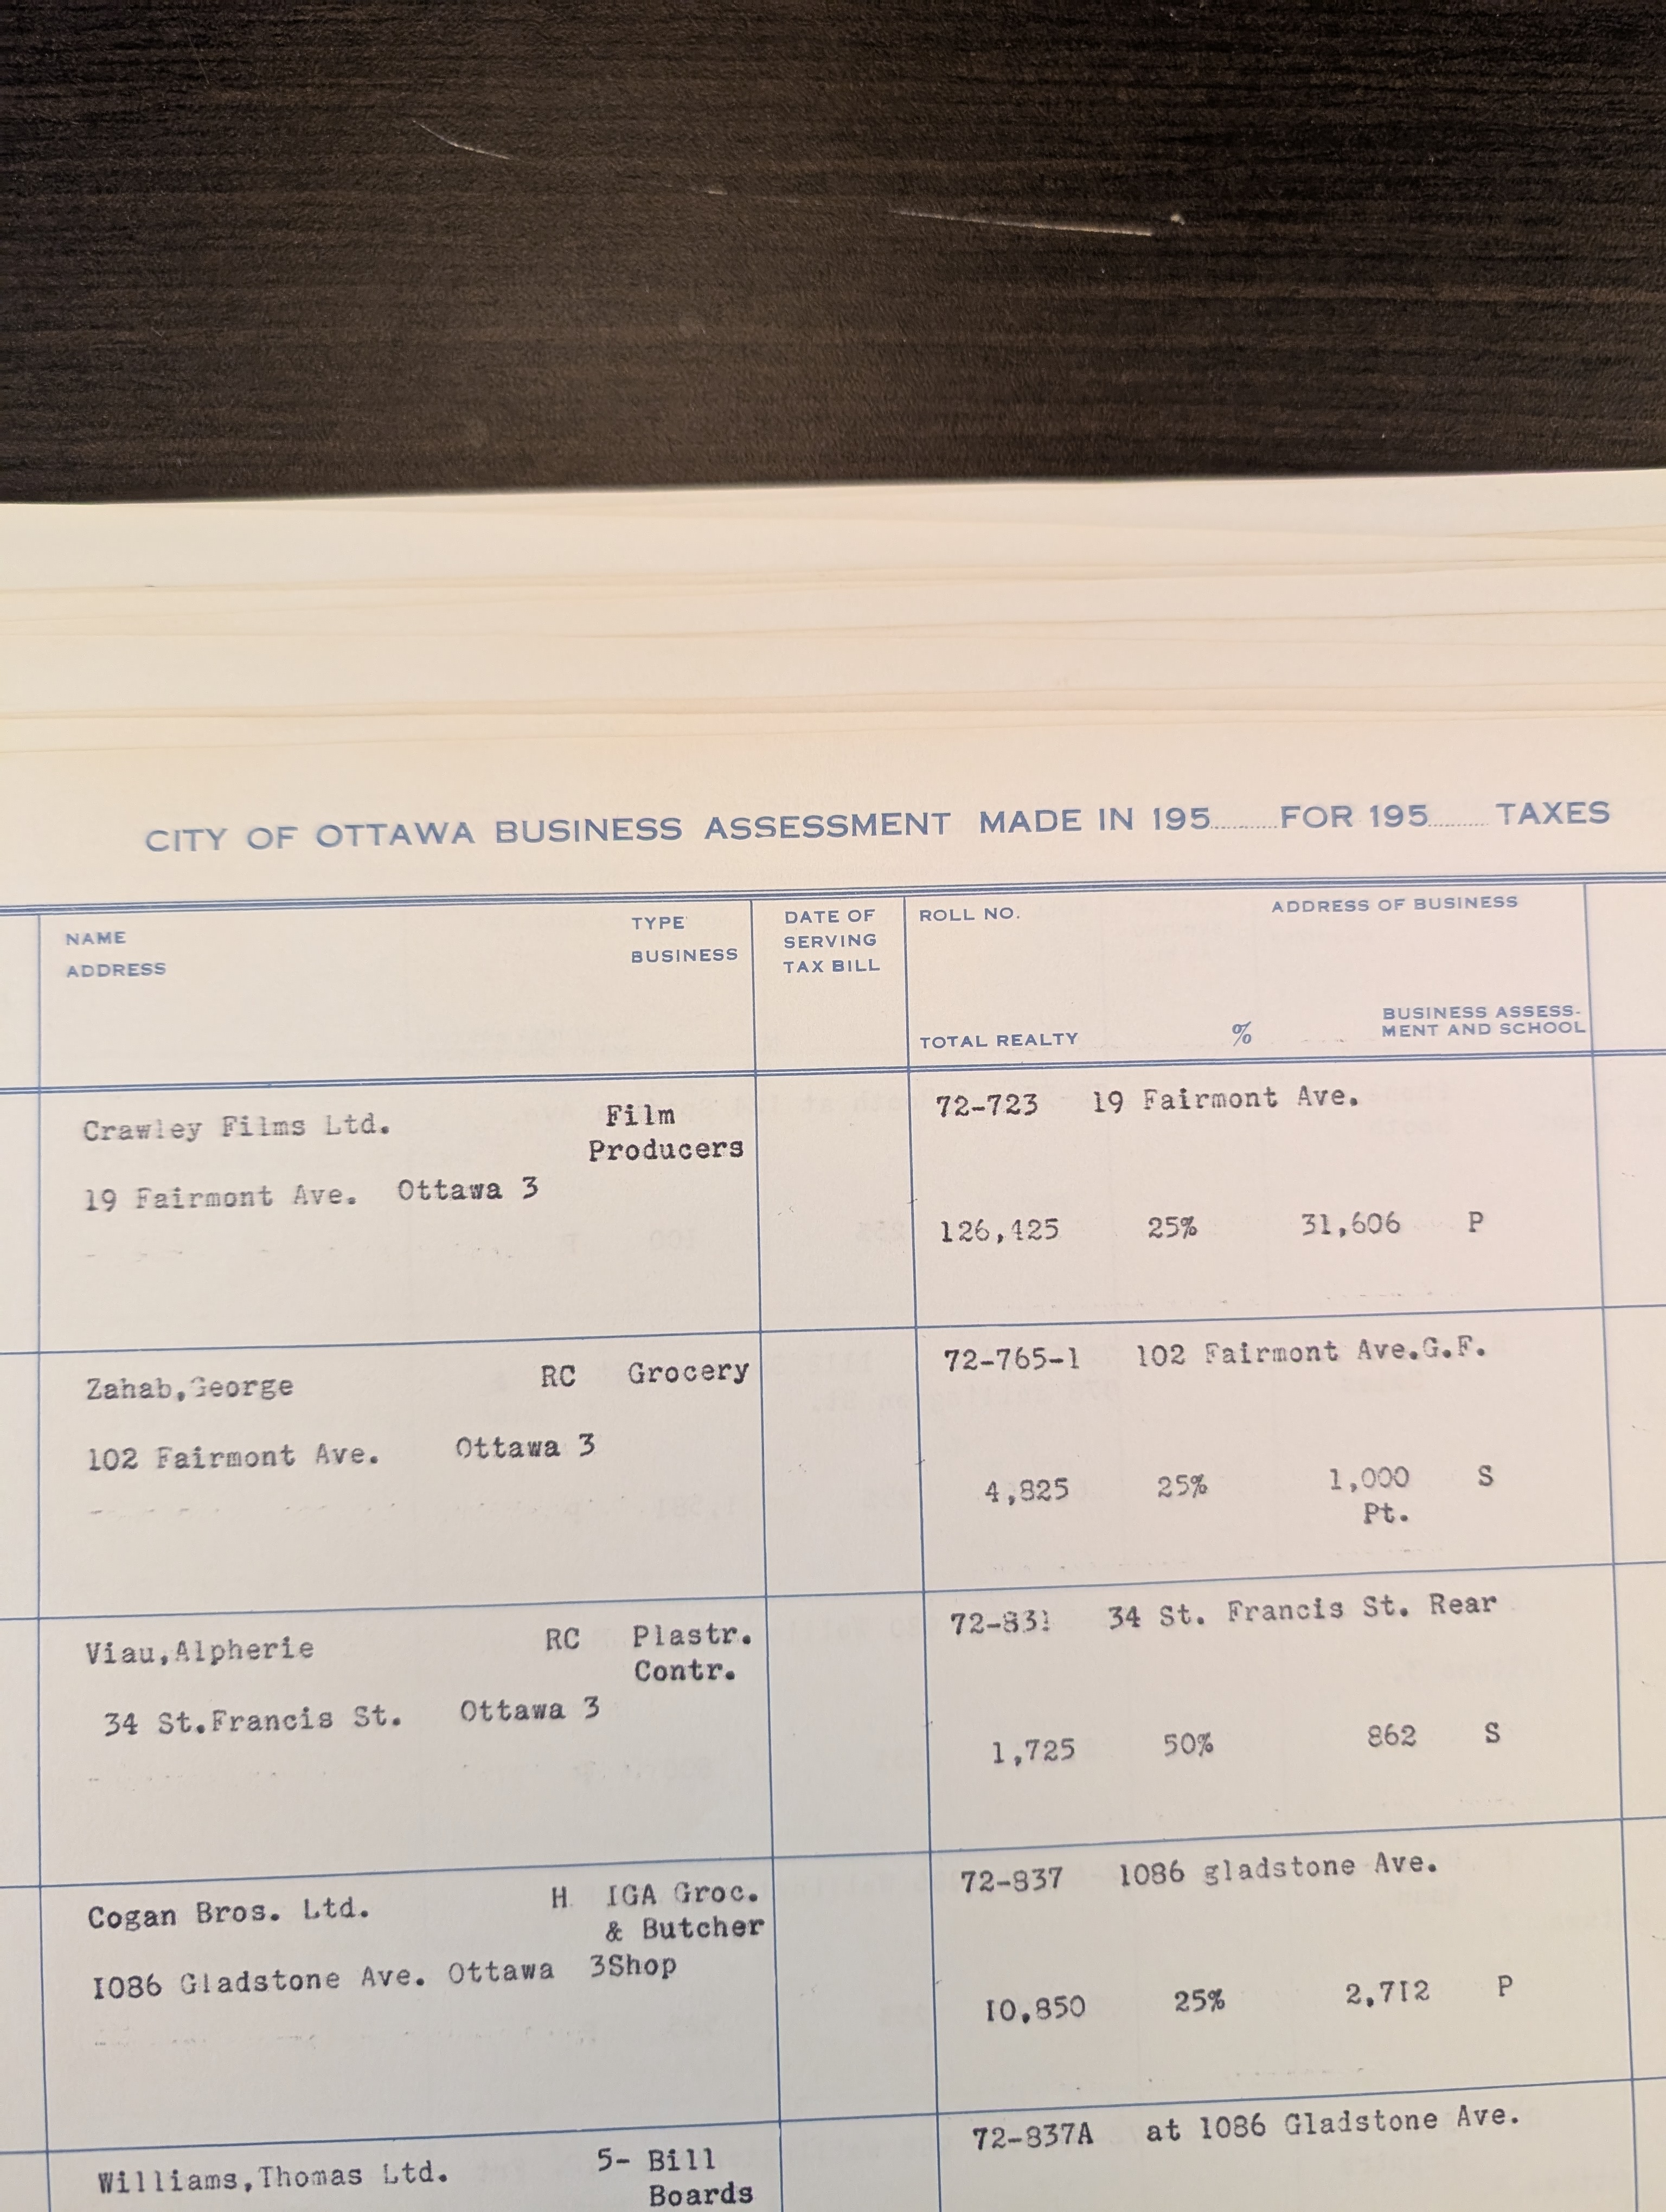 CITY OF OTTAWA BUSINESS ASSESSMENT MADE IN 195........FOR 195........ TAXES
NAME
ADDRESS
TYPE
BUSINESS
DATE OF
SERVING
TAX BILL
ROLL NO.
ADDRESS OF BUSINESS
TOTAL REALTY
%
BUSINESS ASSESS-
MENT AND SCHOOL
Crawley Films Ltd. Film
Producers
19 Fairmont Ave. Ottawa 3
72-723 19 Fairmont Ave.
126,425 25% 31,606 P
Zahab,George RC Grocery
102 Fairmont Ave. Ottawa 3
72-765-1 102 Fairmont Ave.G.F.
4,825 25% 1,000 S
Pt.
Viau,Alpherie RC Plastr.
Contr.
34 St.Francis St. Ottawa 3
72-831 34 St. Francis St. Rear
1,725 50% 862 S
Cogan Bros. Ltd. H IGA Groc.
& Butcher
1086 Gladstone Ave. Ottawa 3Shop
72-837 1086 gladstone Ave.
10,850 25% 2,712 P
Williams,Thomas Ltd. 5- Bill
Boards
72-837A at 1086 Gladstone Ave.